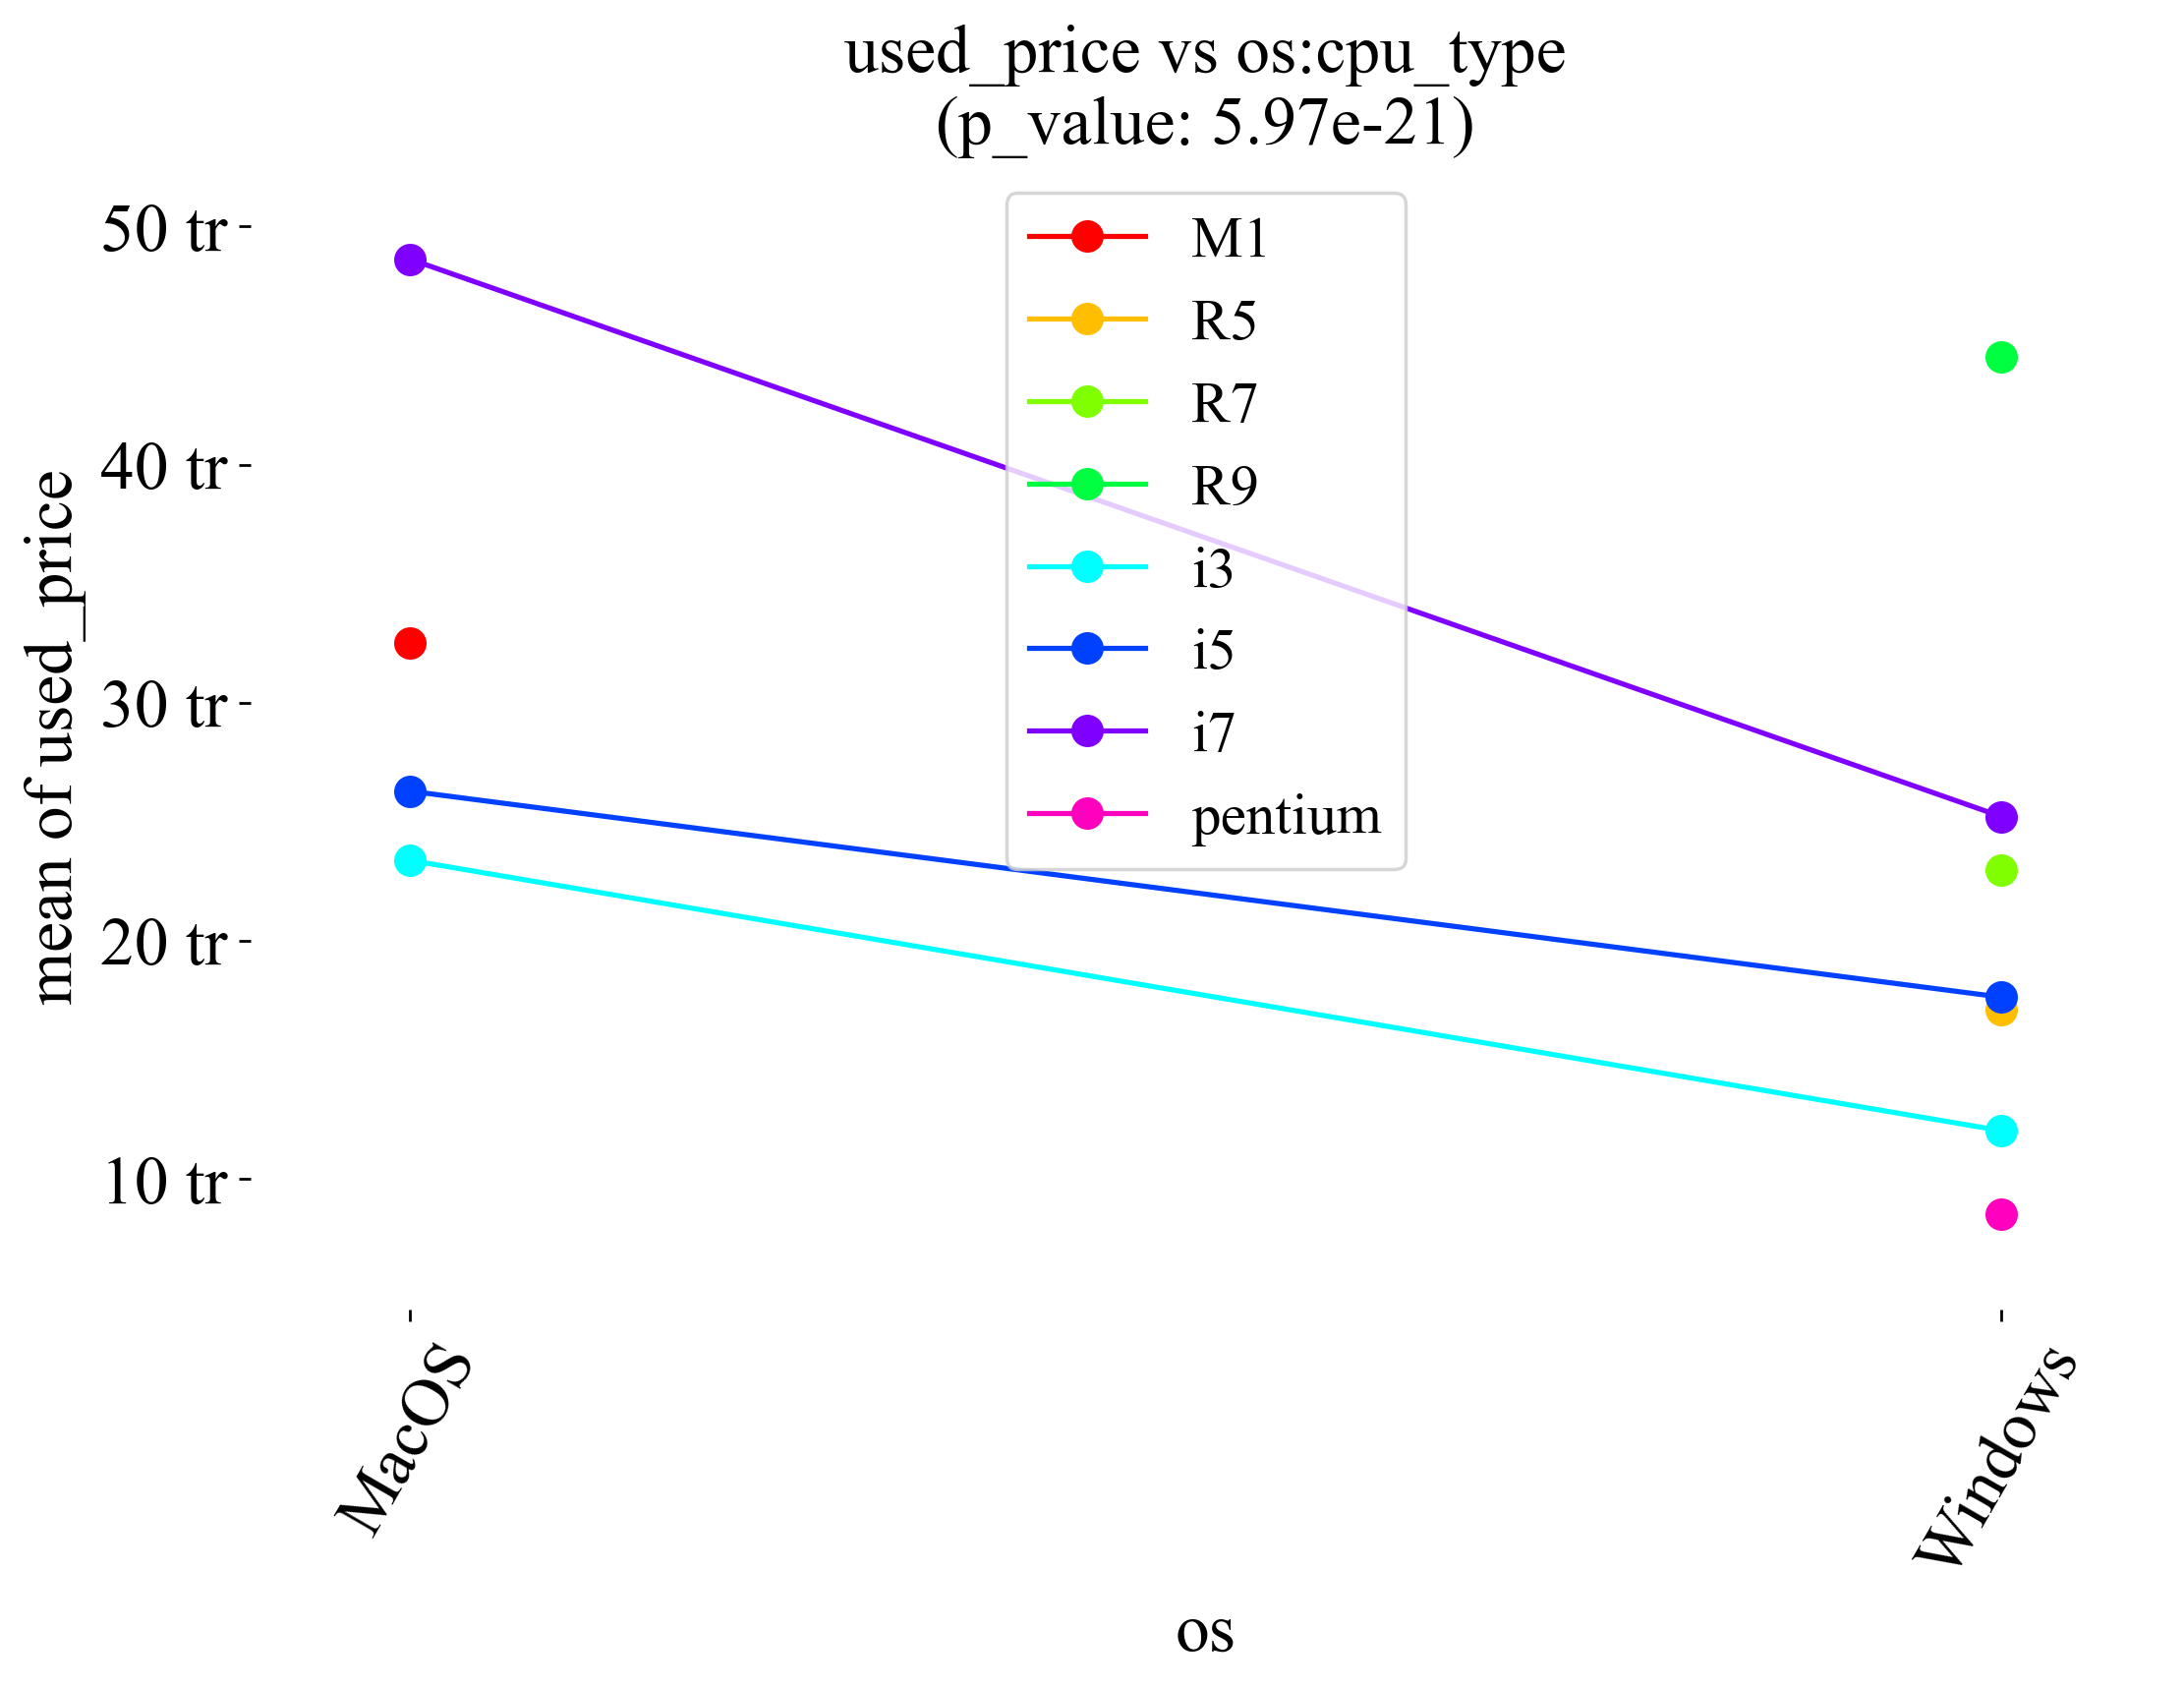 used_price vs os:cpu_type
(p_value: 5.97e-21)
50 tr
40 tr
30 tr
20 tr
10 tr
mean of used_price
M1
R5
R7
R9
i3
i5
i7
pentium
MacOS
Windows
os